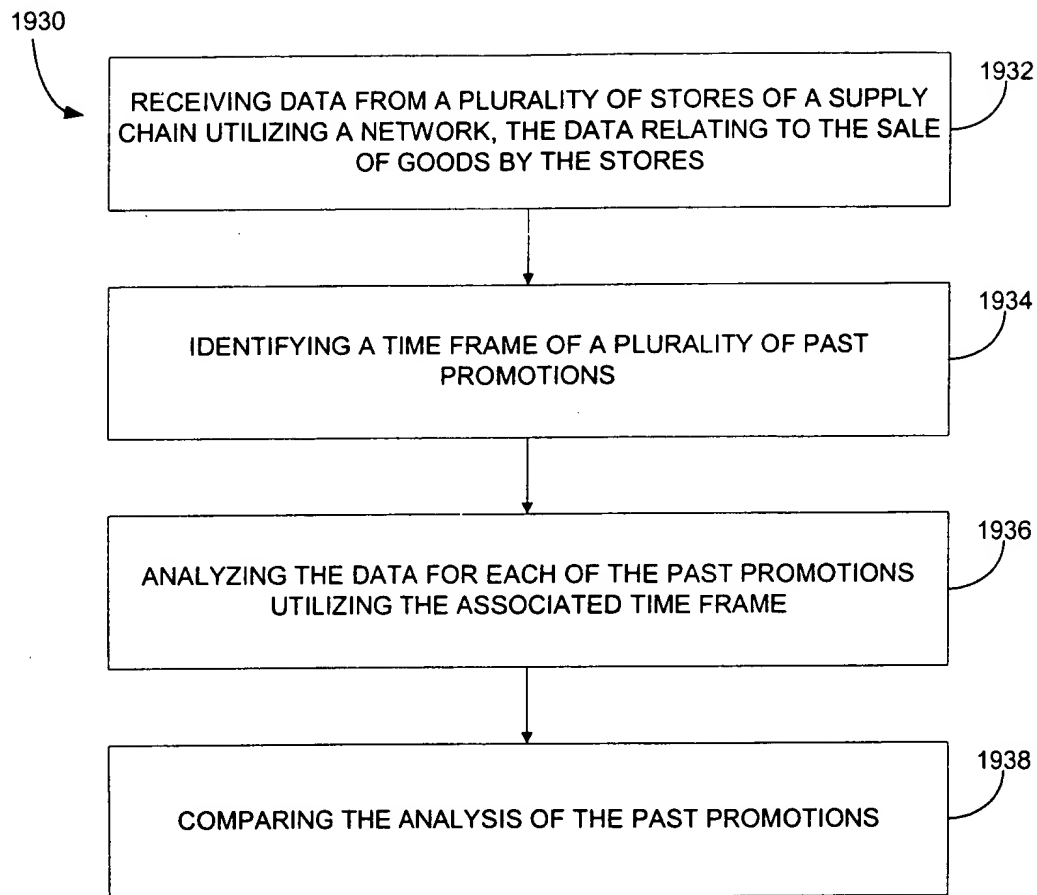 1930
1932
RECEIVING DATA FROM A PLURALITY OF STORES OF A SUPPLY
CHAIN UTILIZING A NETWORK, THE DATA RELATING TO THE SALE
OF GOODS BY THE STORES
1934
IDENTIFYING A TIME FRAME OF A PLURALITY OF PAST
PROMOTIONS
1936
ANALYZING THE DATA FOR EACH OF THE PAST PROMOTIONS
UTILIZING THE ASSOCIATED TIME FRAME
1938
COMPARING THE ANALYSIS OF THE PAST PROMOTIONS